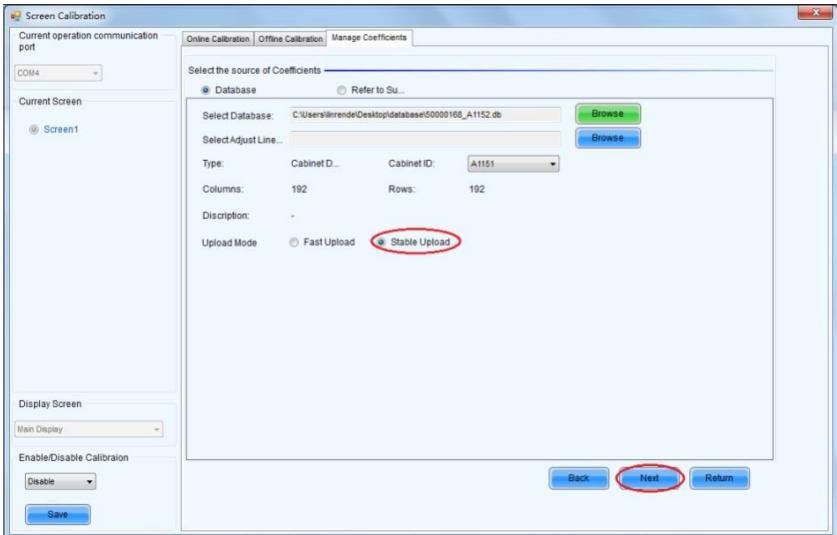 Screen Calibration
Current operation communication
port
COM4
Current Screen
Screen1
Display Screen
Main Display
Enable/Disable Calibraion
Disable
Save
Online Calibration Offline Calibration Manage Coefficients
Select the source of Coefficients
Database Refer to Su...
Select Database: C:\Users\linrende\Desktop\database\50000168_A1152.db Browse
Select Adjust Line... Browse
Type: Cabinet D... Cabinet ID: A1151
Columns: 192 Rows: 192
Discription: -
Upload Mode Fast Upload Stable Upload
Back Next Return